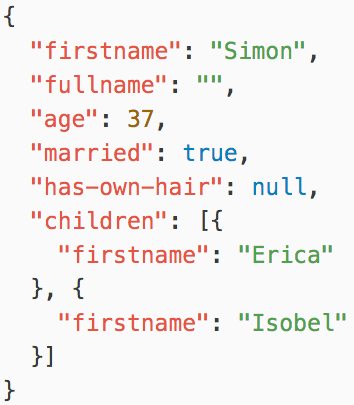 {
  "firstname": "Simon",
  "fullname": "",
  "age": 37,
  "married": true,
  "has-own-hair": null,
  "children": [{
    "firstname": "Erica"
  }, {
    "firstname": "Isobel"
  }]
}